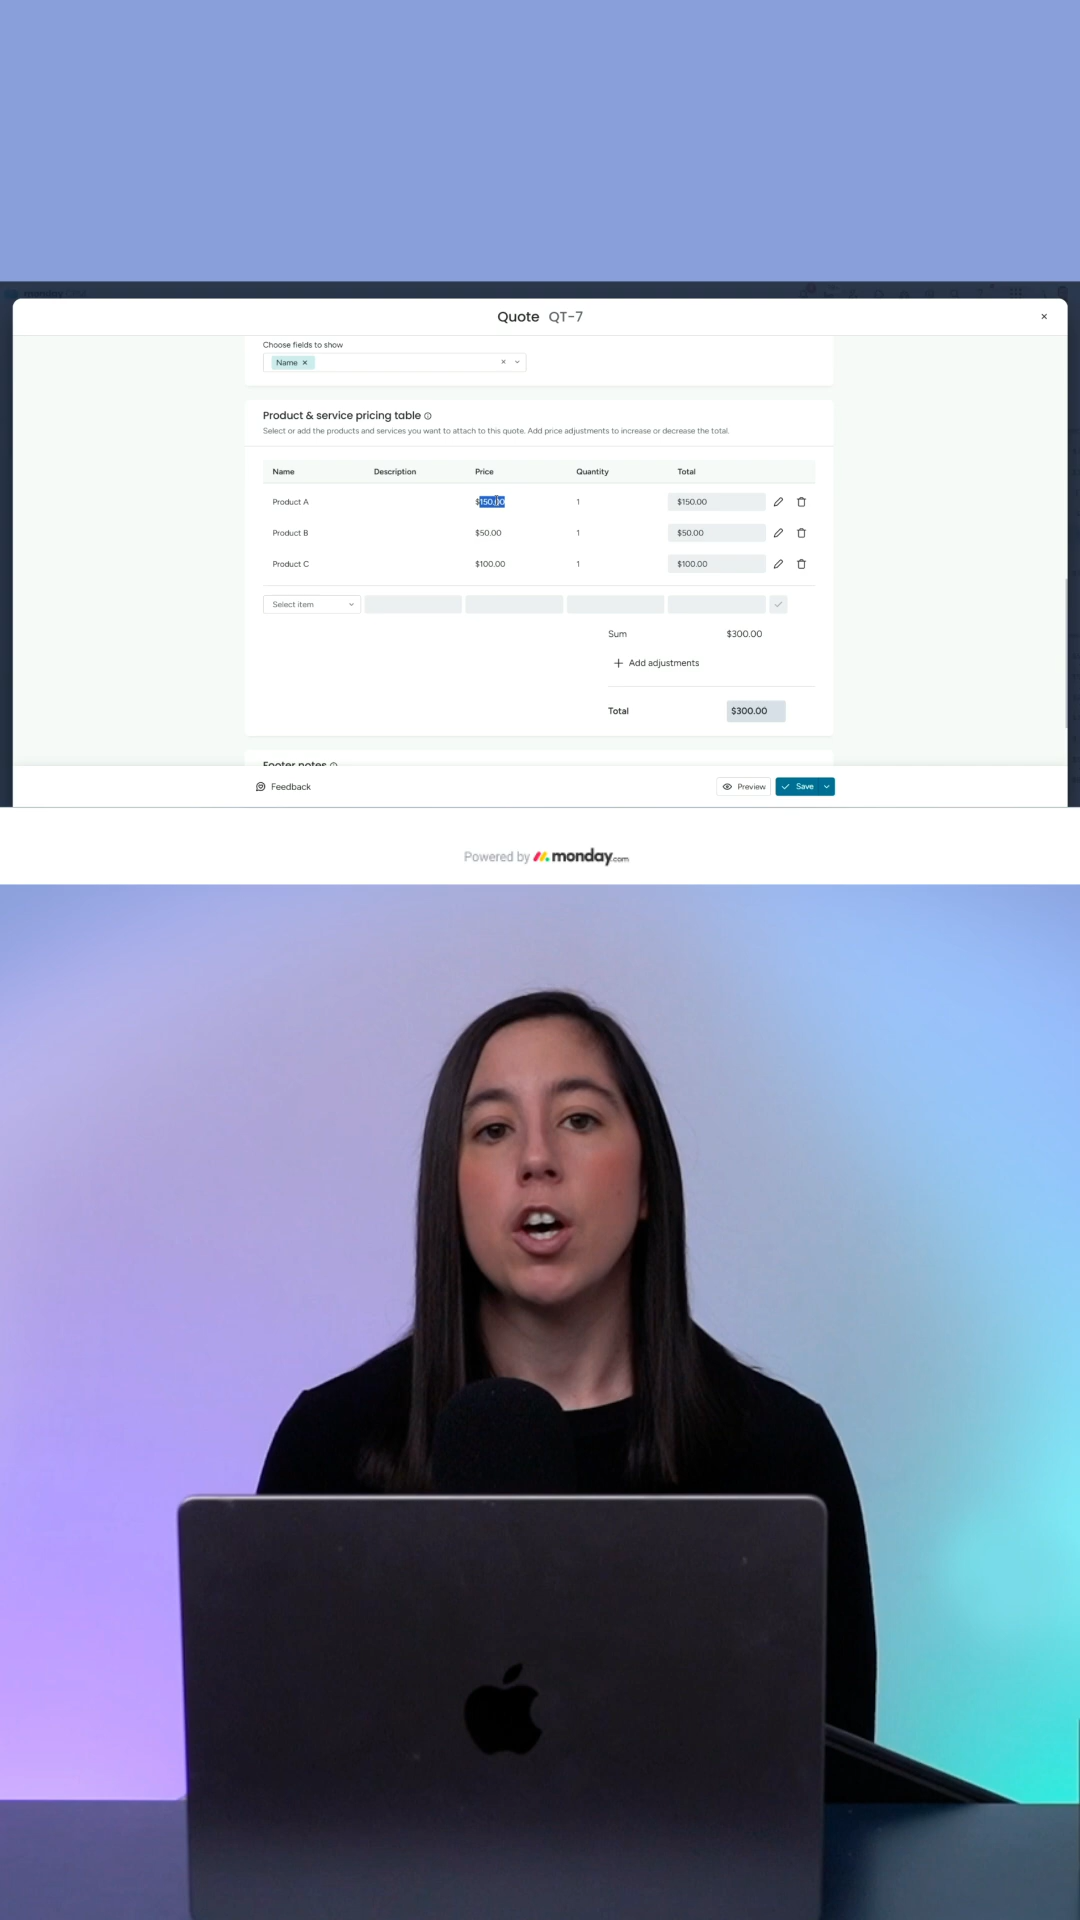 Quote QT-7
Choose fields to show
Name
Product & service pricing table
Select or add the products and services you want to attach to this quote. Add price adjustments to increase or decrease the total.
Name Description Price Quantity Total
Product A $150.00 1 $150.00
Product B $50.00 1 $50.00
Product C $100.00 1 $100.00
Select item
Sum $300.00
+ Add adjustments
Total $300.00
Footer notes
Feedback Preview Save
Powered by monday.com